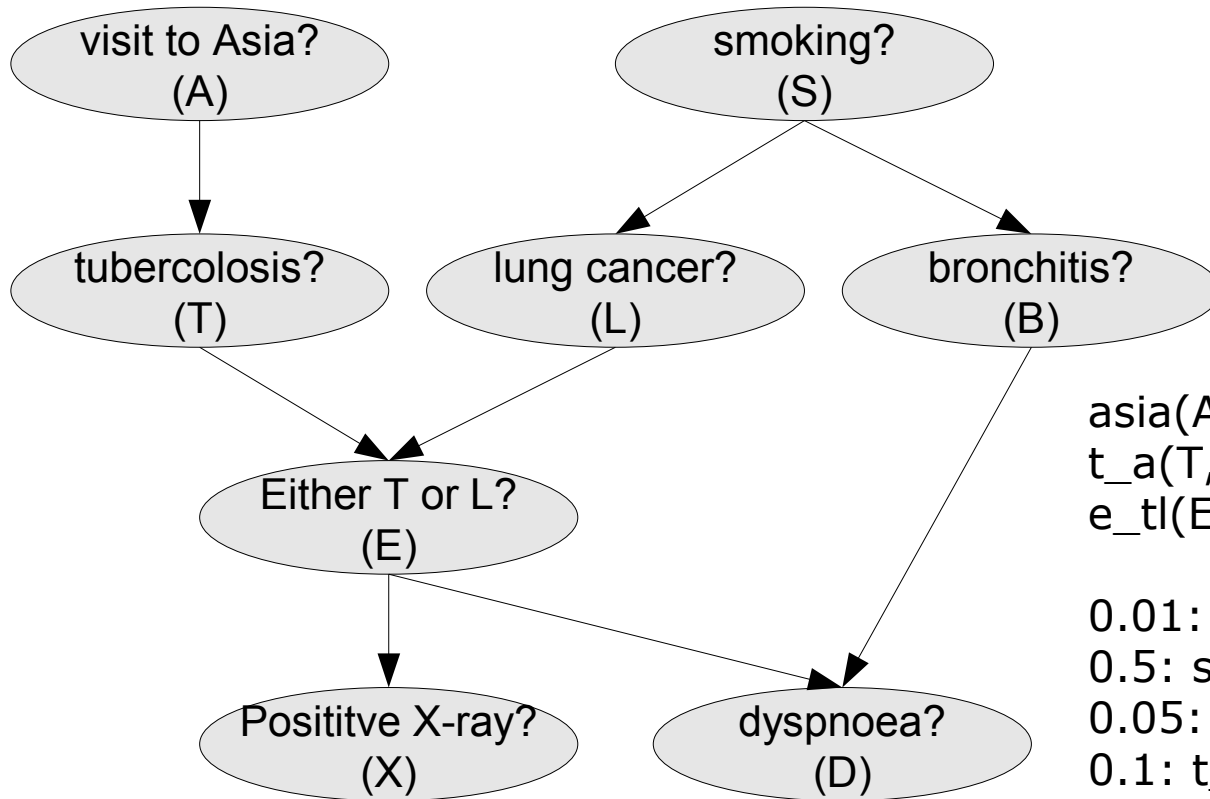 visit to Asia?
(A)
smoking?
(S)
tubercolosis?
(T)
lung cancer?
(L)
bronchitis?
(B)
Either T or L?
(E)
Posititve X-ray?
(X)
dyspnoea?
(D)
asia(A
t_a(T,
e_tl(E
0.01:
0.5: s
0.05:
0.1: t_